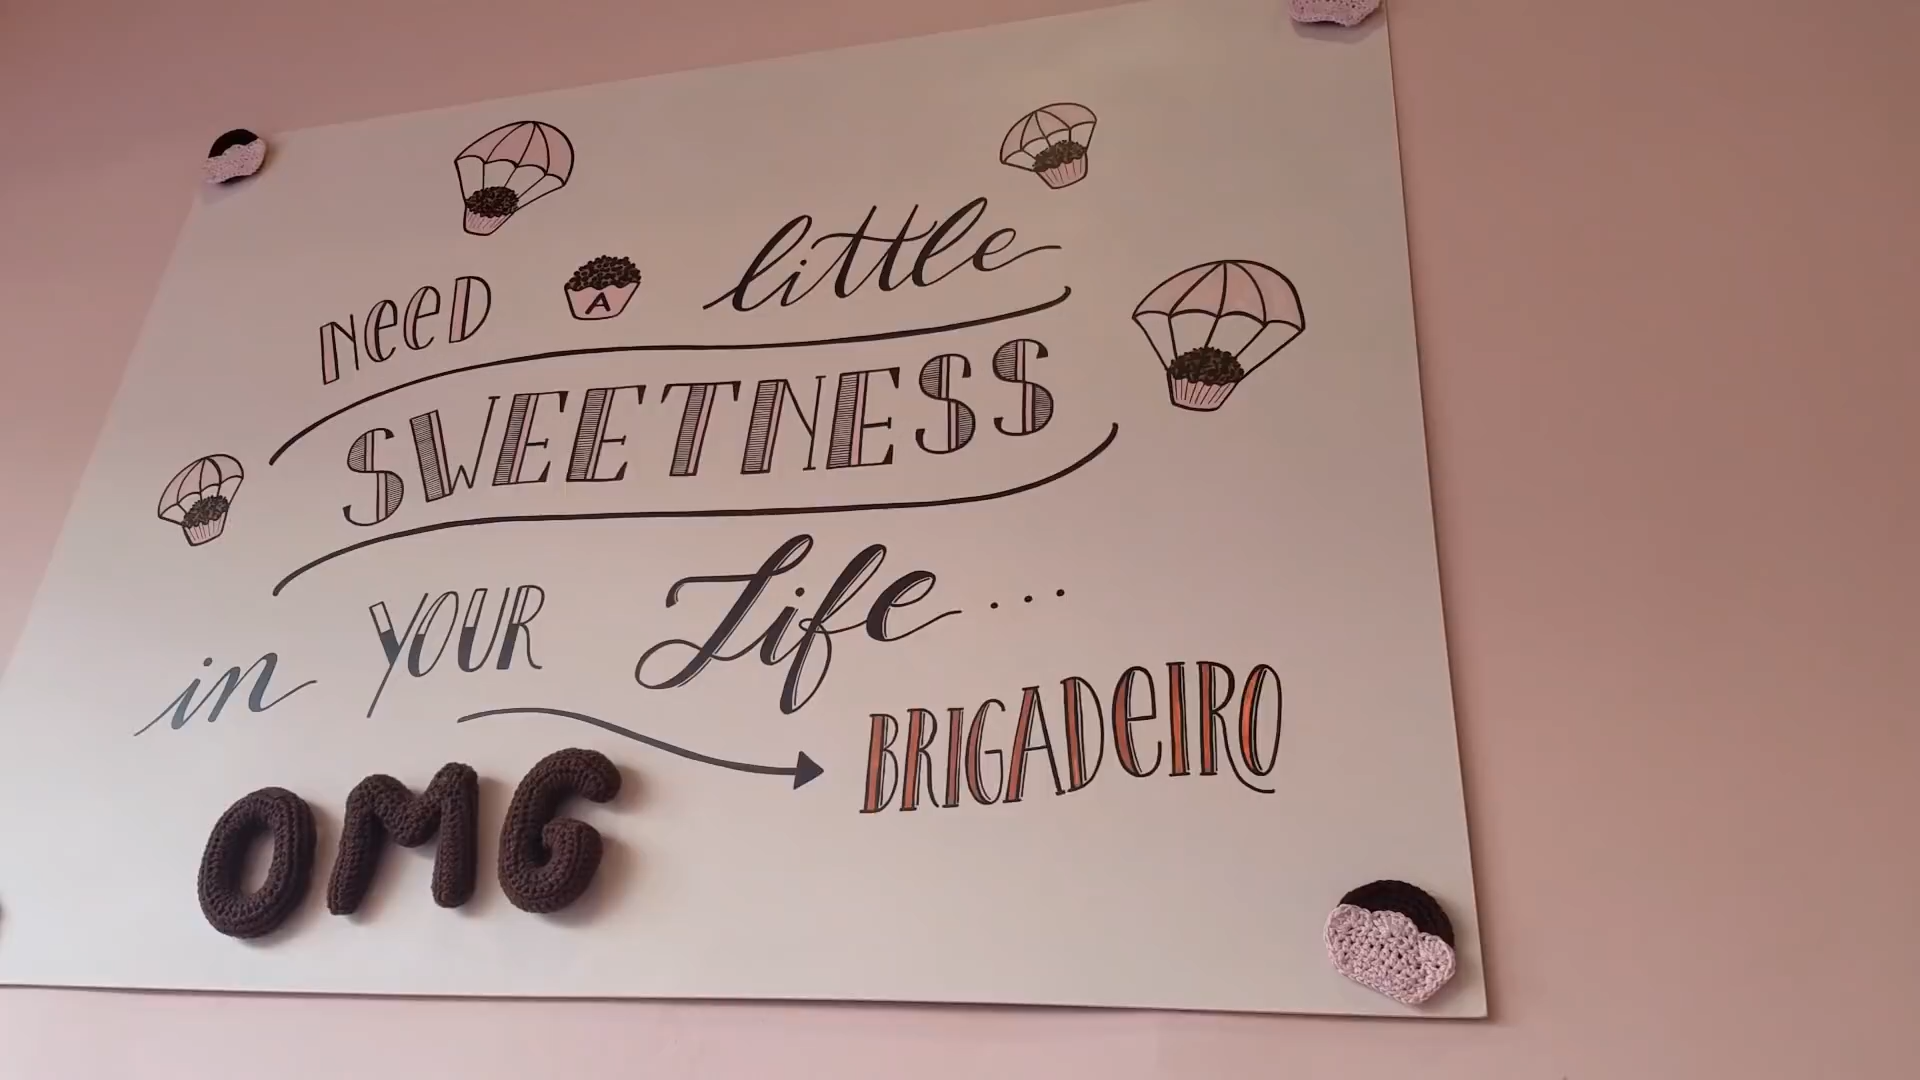 NEED A little
SWEETNESS
in YOUR Life...
BRIGADEIRO
OMG